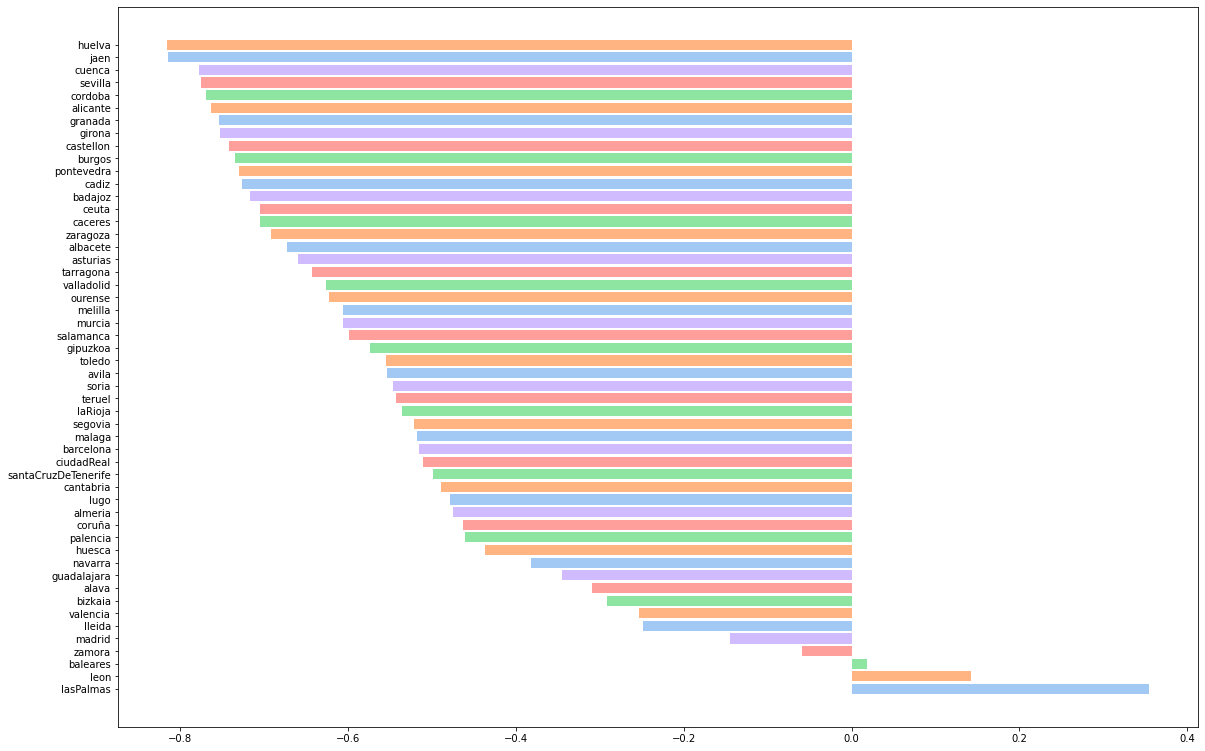 huelva
jaen
cuenca
sevilla
cordoba
alicante
granada
girona
castellon
burgos
pontevedra
cadiz
badajoz
ceuta
caceres
zaragoza
albacete
asturias
tarragona
valladolid
ourense
melilla
murcia
salamanca
gipuzkoa
toledo
avila
soria
teruel
laRioja
segovia
malaga
barcelona
ciudadReal
santaCruzDeTenerife
cantabria
lugo
almeria
coruña
palencia
huesca
navarra
guadalajara
alava
bizkaia
valencia
lleida
madrid
zamora
baleares
leon
lasPalmas
−0.8 −0.6 −0.4 −0.2 0.0 0.2 0.4